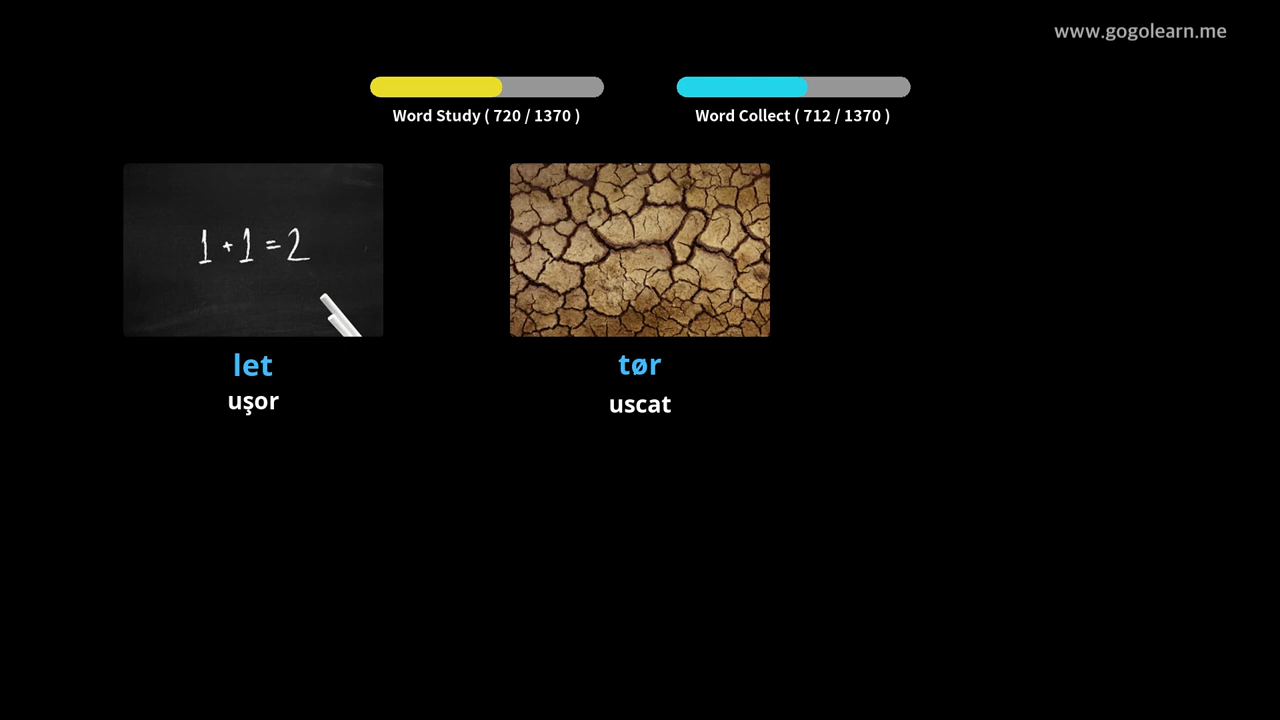 www.gogolearn.me
Word Study ( 720 / 1370 )
Word Collect ( 712 / 1370 )
1 + 1 = 2
let
uşor
tør
uscat